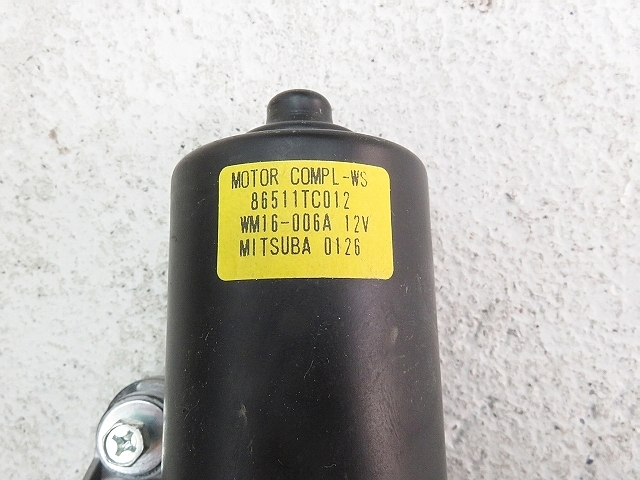 MOTOR COMPL-WS
86511TC012
WM16-006A 12V
MITSUBA 0126